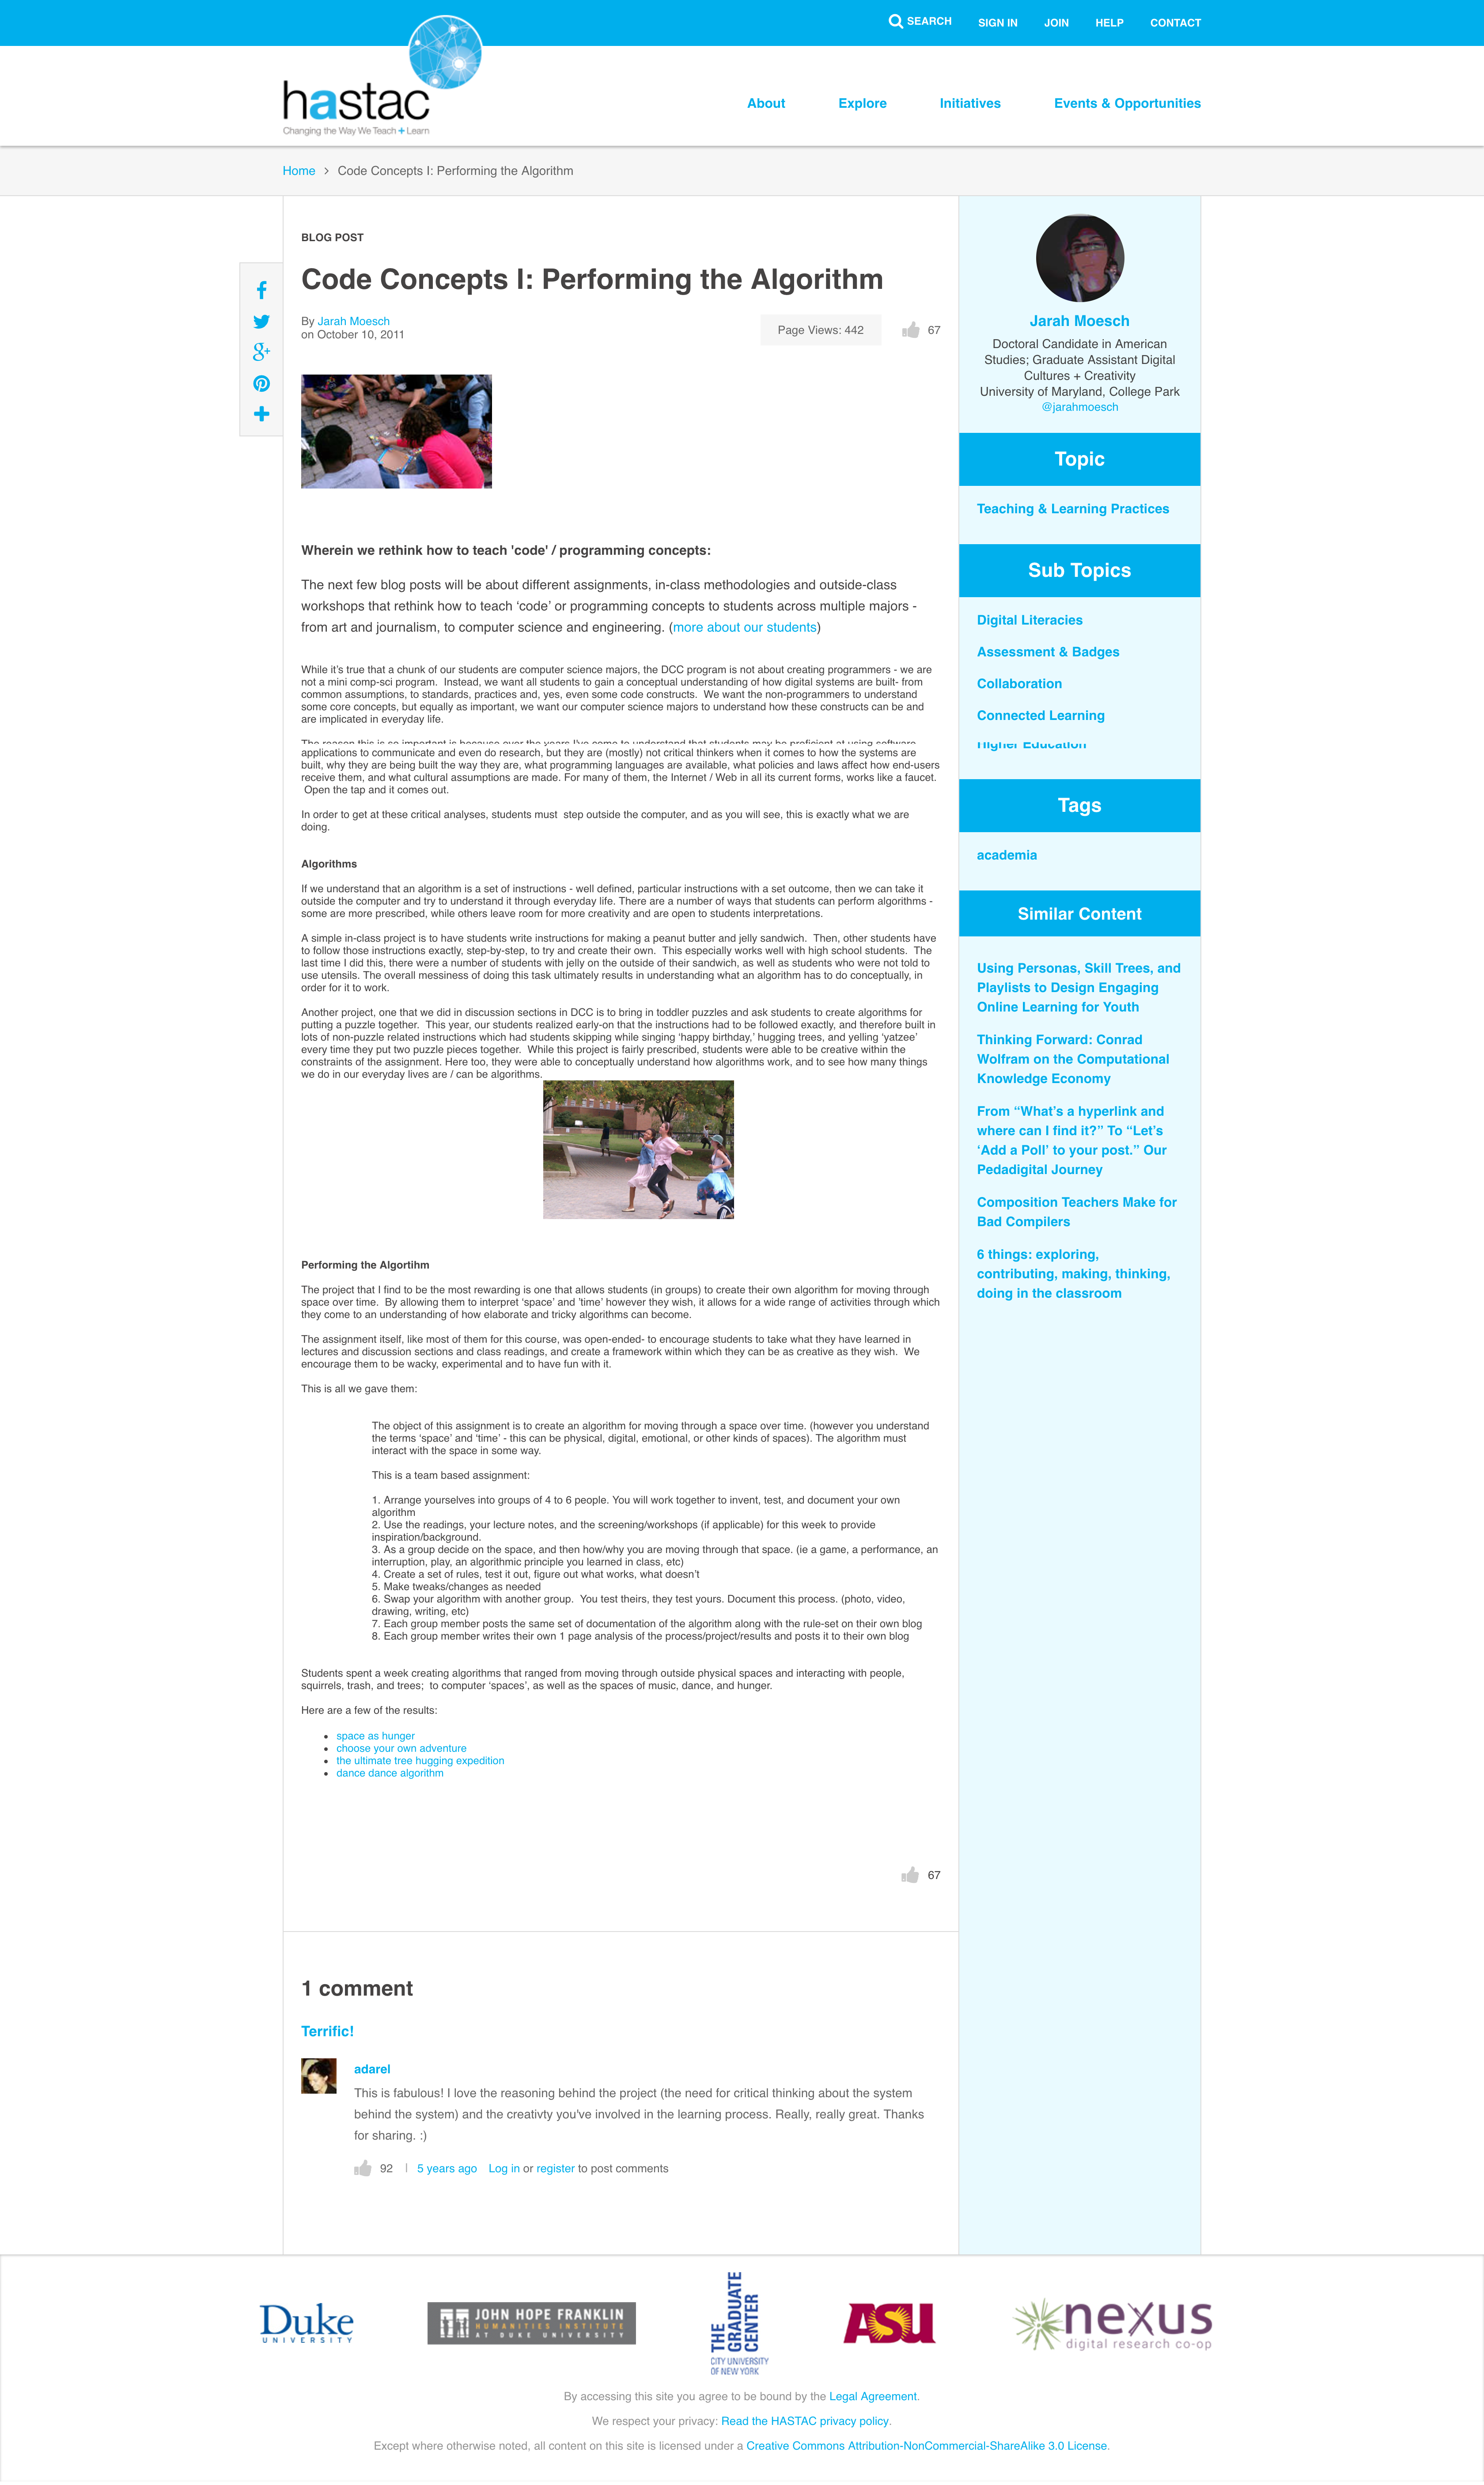 SEARCH SIGN IN JOIN HELP CONTACT
hastac
Changing the Way We Teach + Learn
About Explore Initiatives Events & Opportunities
Home > Code Concepts I: Performing the Algorithm
BLOG POST
Code Concepts I: Performing the Algorithm
By Jarah Moesch
on October 10, 2011
Page Views: 442
67
Wherein we rethink how to teach 'code' / programming concepts:
The next few blog posts will be about different assignments, in-class methodologies and outside-class
workshops that rethink how to teach ‘code’ or programming concepts to students across multiple majors -
from art and journalism, to computer science and engineering. (more about our students)
While it’s true that a chunk of our students are computer science majors, the DCC program is not about creating programmers - we are
not a mini comp-sci program.  Instead, we want all students to gain a conceptual understanding of how digital systems are built- from
common assumptions, to standards, practices and, yes, even some code constructs.  We want the non-programmers to understand
some core concepts, but equally as important, we want our computer science majors to understand how these constructs can be and
are implicated in everyday life.
The reason this is so important is because over the years I’ve come to understand that students may be proficient at using software
applications to communicate and even do research, but they are (mostly) not critical thinkers when it comes to how the systems are
built, why they are being built the way they are, what programming languages are available, what policies and laws affect how end-users
receive them, and what cultural assumptions are made. For many of them, the Internet / Web in all its current forms, works like a faucet.
Open the tap and it comes out.
In order to get at these critical analyses, students must  step outside the computer, and as you will see, this is exactly what we are
doing.
Algorithms
If we understand that an algorithm is a set of instructions - well defined, particular instructions with a set outcome, then we can take it
outside the computer and try to understand it through everyday life. There are a number of ways that students can perform algorithms -
some are more prescribed, while others leave room for more creativity and are open to students interpretations.
A simple in-class project is to have students write instructions for making a peanut butter and jelly sandwich.  Then, other students have
to follow those instructions exactly, step-by-step, to try and create their own.  This especially works well with high school students.  The
last time I did this, there were a number of students with jelly on the outside of their sandwich, as well as students who were not told to
use utensils. The overall messiness of doing this task ultimately results in understanding what an algorithm has to do conceptually, in
order for it to work.
Another project, one that we did in discussion sections in DCC is to bring in toddler puzzles and ask students to create algorithms for
putting a puzzle together.  This year, our students realized early-on that the instructions had to be followed exactly, and therefore built in
lots of non-puzzle related instructions which had students skipping while singing ‘happy birthday,’ hugging trees, and yelling ‘yatzee’
every time they put two puzzle pieces together.  While this project is fairly prescribed, students were able to be creative within the
constraints of the assignment. Here too, they were able to conceptually understand how algorithms work, and to see how many things
we do in our everyday lives are / can be algorithms.
Performing the Algortihm
The project that I find to be the most rewarding is one that allows students (in groups) to create their own algorithm for moving through
space over time.  By allowing them to interpret ‘space’ and ’time’ however they wish, it allows for a wide range of activities through which
they come to an understanding of how elaborate and tricky algorithms can become.
The assignment itself, like most of them for this course, was open-ended- to encourage students to take what they have learned in
lectures and discussion sections and class readings, and create a framework within which they can be as creative as they wish.  We
encourage them to be wacky, experimental and to have fun with it.
This is all we gave them:
The object of this assignment is to create an algorithm for moving through a space over time. (however you understand
the terms ‘space’ and ‘time’ - this can be physical, digital, emotional, or other kinds of spaces). The algorithm must
interact with the space in some way.
This is a team based assignment:
1. Arrange yourselves into groups of 4 to 6 people. You will work together to invent, test, and document your own
algorithm
2. Use the readings, your lecture notes, and the screening/workshops (if applicable) for this week to provide
inspiration/background.
3. As a group decide on the space, and then how/why you are moving through that space. (ie a game, a performance, an
interruption, play, an algorithmic principle you learned in class, etc)
4. Create a set of rules, test it out, figure out what works, what doesn’t
5. Make tweaks/changes as needed
6. Swap your algorithm with another group.  You test theirs, they test yours. Document this process. (photo, video,
drawing, writing, etc)
7. Each group member posts the same set of documentation of the algorithm along with the rule-set on their own blog
8. Each group member writes their own 1 page analysis of the process/project/results and posts it to their own blog
Students spent a week creating algorithms that ranged from moving through outside physical spaces and interacting with people,
squirrels, trash, and trees;  to computer ‘spaces’, as well as the spaces of music, dance, and hunger.
Here are a few of the results:
space as hunger
choose your own adventure
the ultimate tree hugging expedition
dance dance algorithm
67
1 comment
Terrific!
adarel
This is fabulous! I love the reasoning behind the project (the need for critical thinking about the system
behind the system) and the creativty you've involved in the learning process. Really, really great. Thanks
for sharing. :)
92 | 5 years ago Log in or register to post comments
Jarah Moesch
Doctoral Candidate in American
Studies; Graduate Assistant Digital
Cultures + Creativity
University of Maryland, College Park
@jarahmoesch
Topic
Teaching & Learning Practices
Sub Topics
Digital Literacies
Assessment & Badges
Collaboration
Connected Learning
Higher Education
Tags
academia
Similar Content
Using Personas, Skill Trees, and
Playlists to Design Engaging
Online Learning for Youth
Thinking Forward: Conrad
Wolfram on the Computational
Knowledge Economy
From “What’s a hyperlink and
where can I find it?” To “Let’s
‘Add a Poll’ to your post.” Our
Pedadigital Journey
Composition Teachers Make for
Bad Compilers
6 things: exploring,
contributing, making, thinking,
doing in the classroom
Duke
UNIVERSITY
JOHN HOPE FRANKLIN
HUMANITIES INSTITUTE
AT DUKE UNIVERSITY
THE
GRADUATE
CENTER
CITY UNIVERSITY
OF NEW YORK
ASU
nexus
digital research co-op
By accessing this site you agree to be bound by the Legal Agreement.
We respect your privacy: Read the HASTAC privacy policy.
Except where otherwise noted, all content on this site is licensed under a Creative Commons Attribution-NonCommercial-ShareAlike 3.0 License.